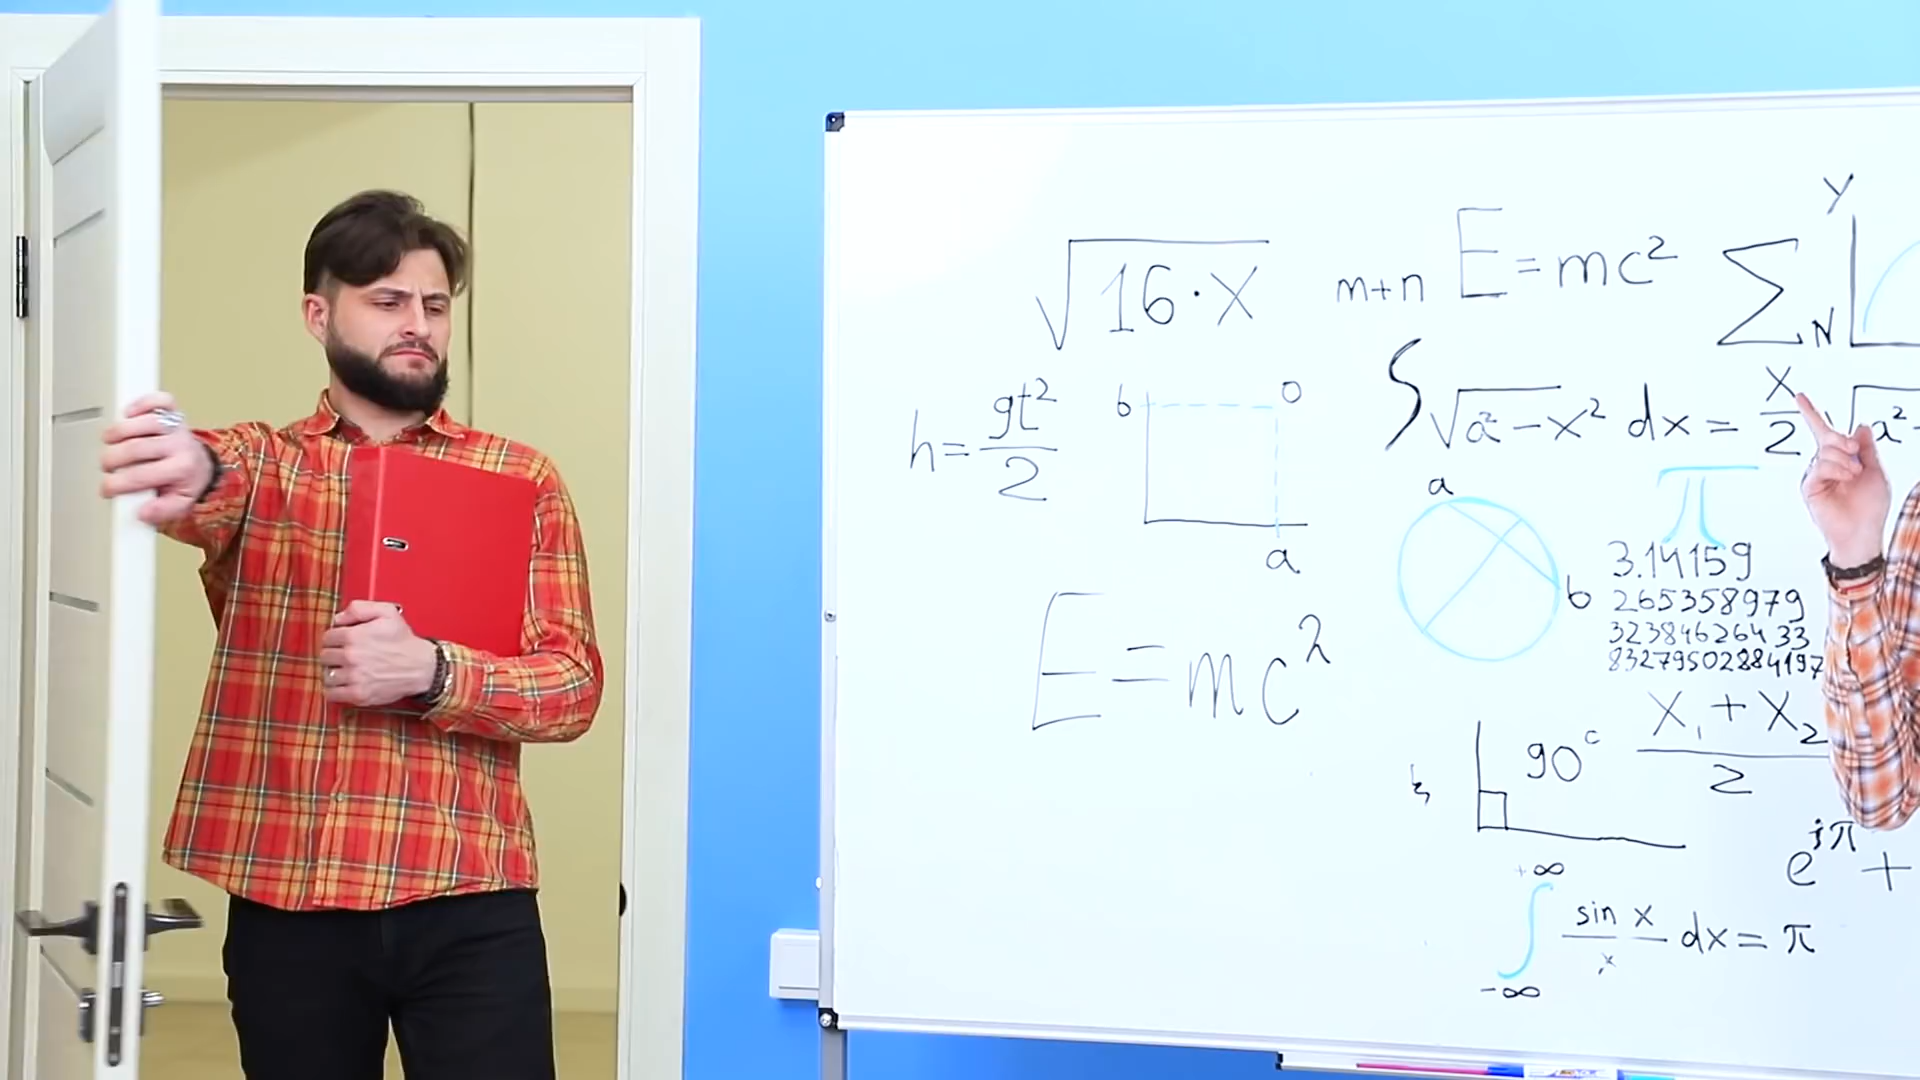 √16·X
m+n
E=mc²
∑N
Y
h=gt²/2
b
o
a
∫√a²-x² dx = x/2 √a²-
a
b
π
3.14159
265358979
32384626433
83279502884197
E=mc²
X₁+X₂/2
90°
e^iπ+
+∞
∫ sin x/x dx = π
-∞